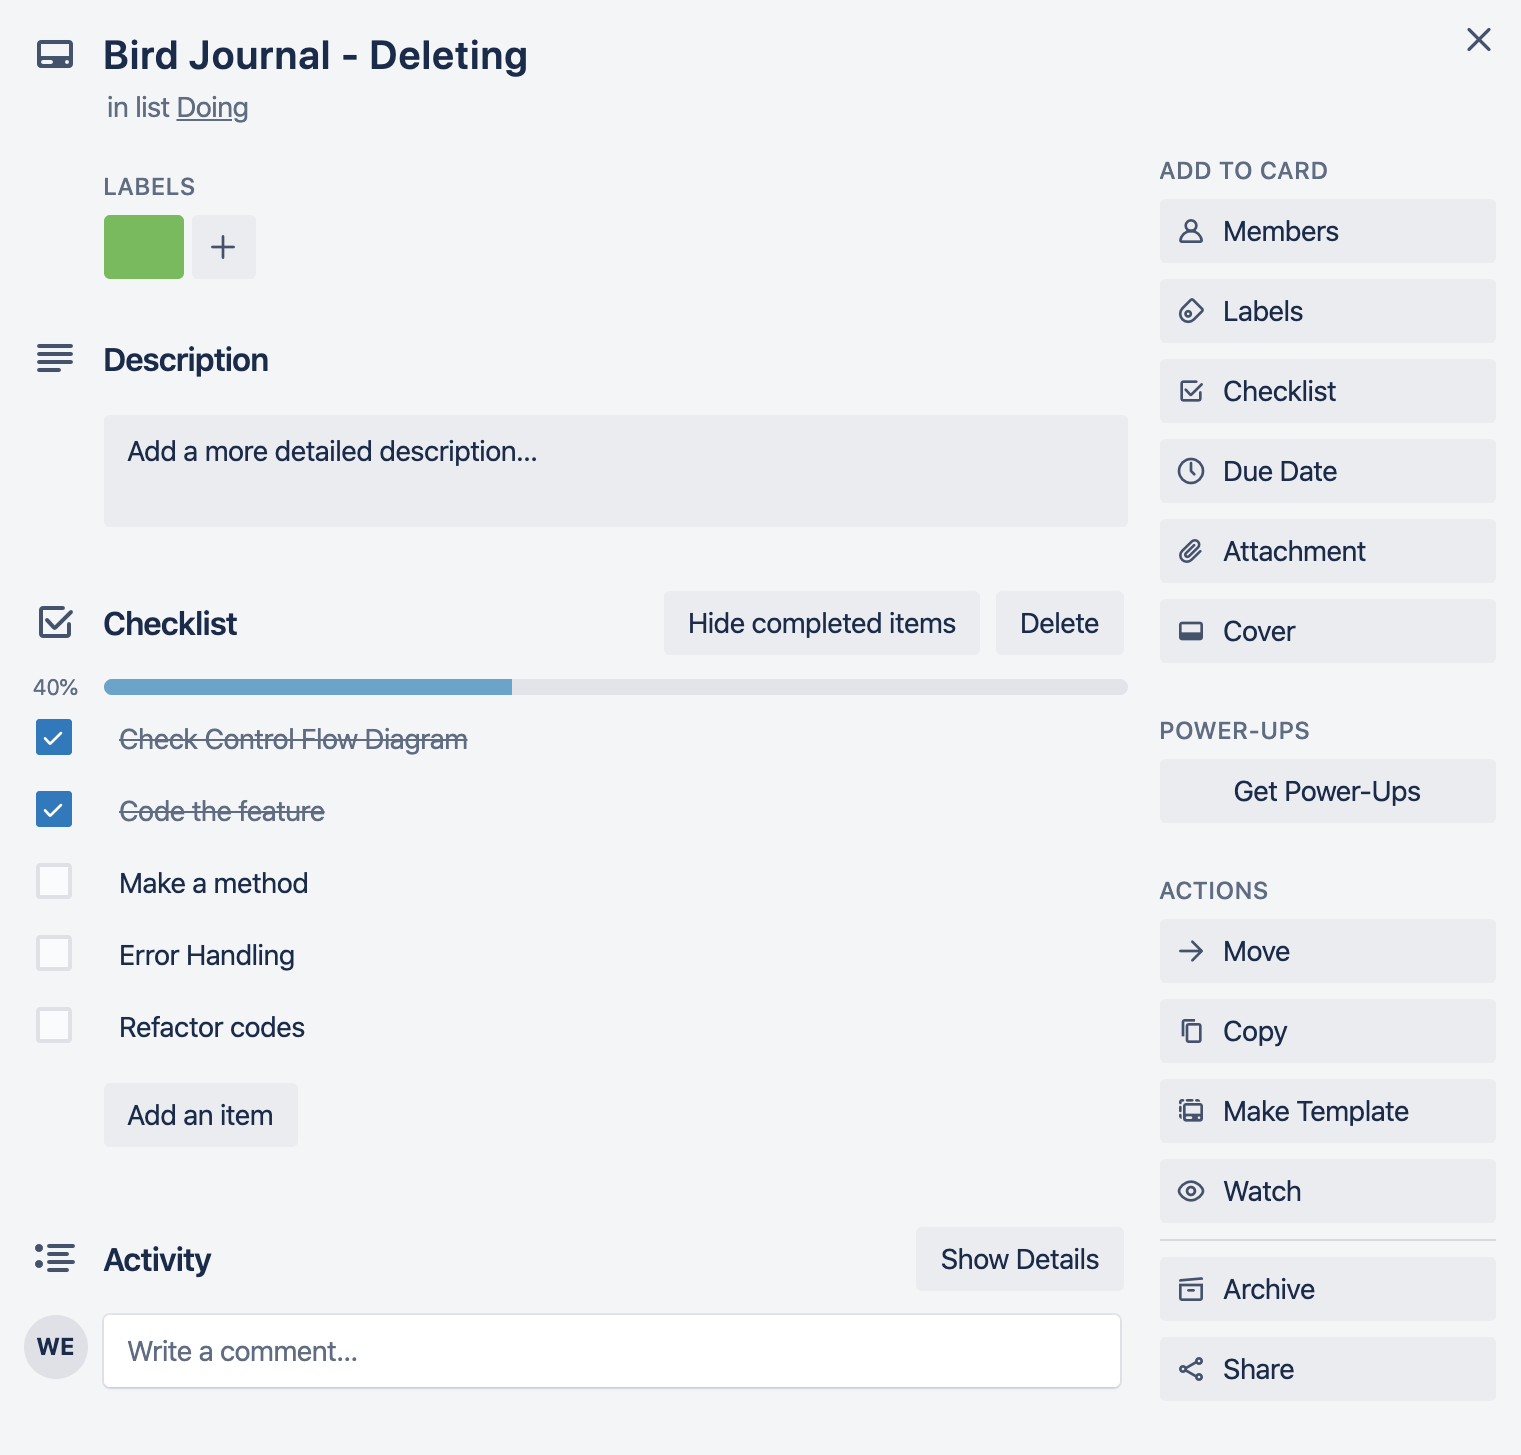 Bird Journal - Deleting
in list Doing
LABELS
Description
Add a more detailed description...
Checklist
Hide completed items
Delete
40%
Check Control Flow Diagram
Code the feature
Make a method
Error Handling
Refactor codes
Add an item
Activity
Show Details
WE
Write a comment...
ADD TO CARD
Members
Labels
Checklist
Due Date
Attachment
Cover
POWER-UPS
Get Power-Ups
ACTIONS
Move
Copy
Make Template
Watch
Archive
Share